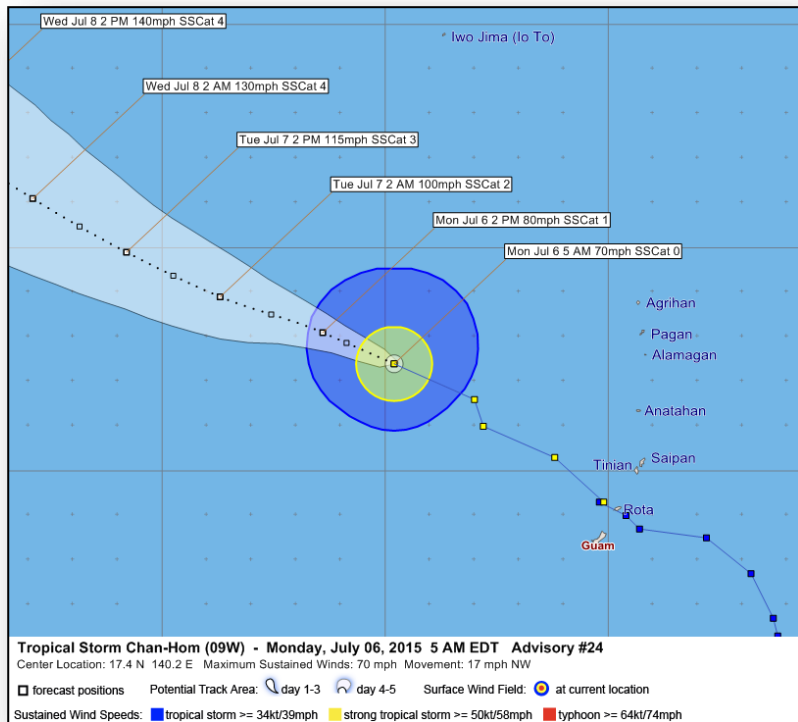 Wed Jul 8 2 PM 140mph SSCat 4
Iwo Jima (Io To)
Wed Jul 8 2 AM 130mph SSCat 4
Tue Jul 7 2 PM 115mph SSCat 3
Tue Jul 7 2 AM 100mph SSCat 2
Mon Jul 6 2 PM 80mph SSCat 1
Mon Jul 6 5 AM 70mph SSCat 0
Agrihan
Pagan
Alamagan
Anatahan
Saipan
Tinian
Rota
Guam
Tropical Storm Chan-Hom (09W) - Monday, July 06, 2015 5 AM EDT Advisory #24
Center Location: 17.4 N 140.2 E Maximum Sustained Winds: 70 mph Movement: 17 mph NW
forecast positions Potential Track Area: day 1-3 day 4-5 Surface Wind Field: at current location
Sustained Wind Speeds: tropical storm >= 34kt/39mph strong tropical storm >= 50kt/58mph typhoon >= 64kt/74mph